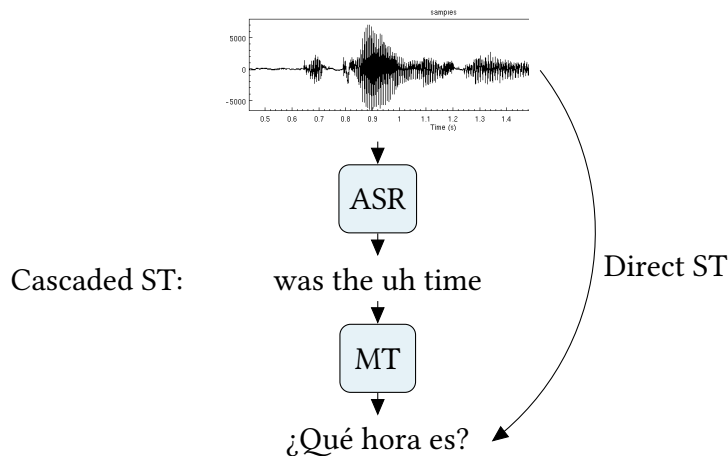 samples
5000
0
-5000
0.5 0.6 0.7 0.8 0.9 1 1.1 1.2 1.3 1.4
Time (s)
ASR
Cascaded ST: was the uh time
Direct ST
MT
¿Qué hora es?